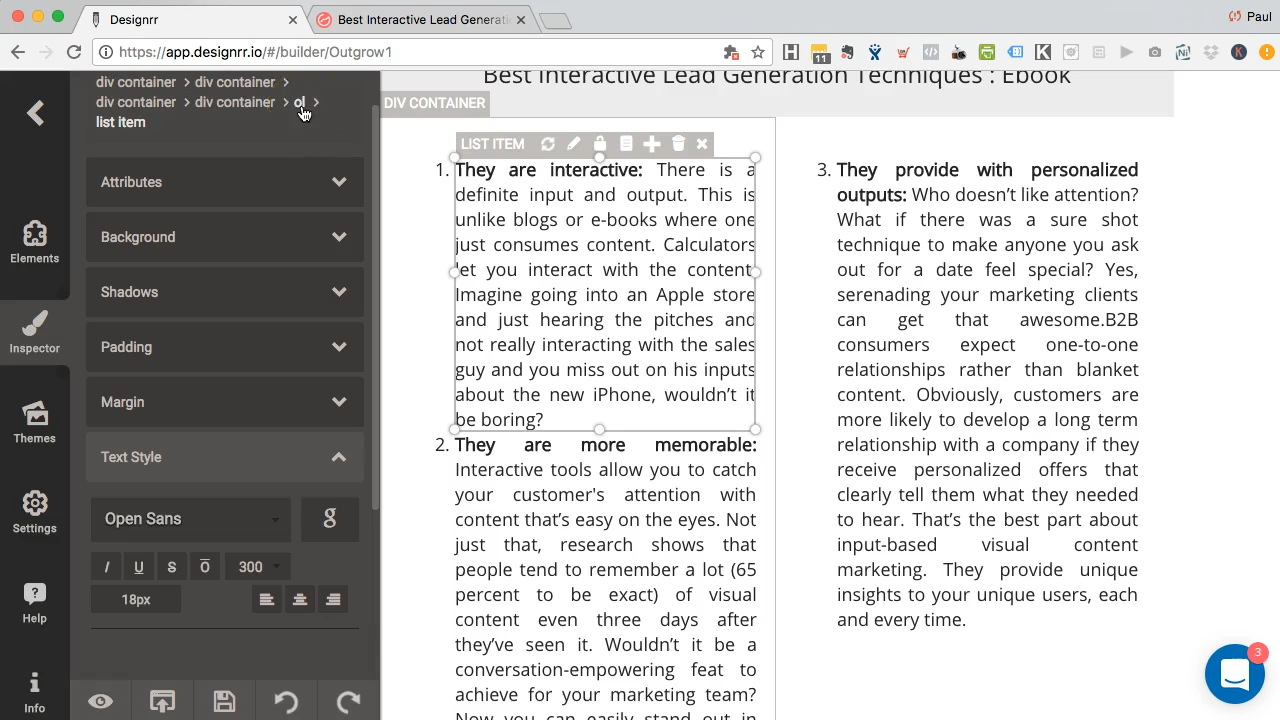 Designrr
Best Interactive Lead Generati
Paul
https://app.designrr.io/#/builder/Outgrow1
11
div container > div container >
div container > div container > ol >
list item
Attributes
Background
Shadows
Padding
Margin
Text Style
Open Sans
g
I U S O 300
18px
Elements
Inspector
Themes
Settings
Help
Info
Best Interactive Lead Generation Techniques : Ebook
DIV CONTAINER
LIST ITEM
1. They are interactive: There is a
definite input and output. This is
unlike blogs or e-books where one
just consumes content. Calculators
let you interact with the content.
Imagine going into an Apple store
and just hearing the pitches and
not really interacting with the sales
guy and you miss out on his inputs
about the new iPhone, wouldn't it
be boring?
2. They are more memorable:
Interactive tools allow you to catch
your customer's attention with
content that's easy on the eyes. Not
just that, research shows that
people tend to remember a lot (65
percent to be exact) of visual
content even three days after
they've seen it. Wouldn't it be a
conversation-empowering feat to
achieve for your marketing team?
Now you can easily stand out in
3. They provide with personalized
outputs: Who doesn't like attention?
What if there was a sure shot
technique to make anyone you ask
out for a date feel special? Yes,
serenading your marketing clients
can get that awesome.B2B
consumers expect one-to-one
relationships rather than blanket
content. Obviously, customers are
more likely to develop a long term
relationship with a company if they
receive personalized offers that
clearly tell them what they needed
to hear. That's the best part about
input-based visual content
marketing. They provide unique
insights to your unique users, each
and every time.
3